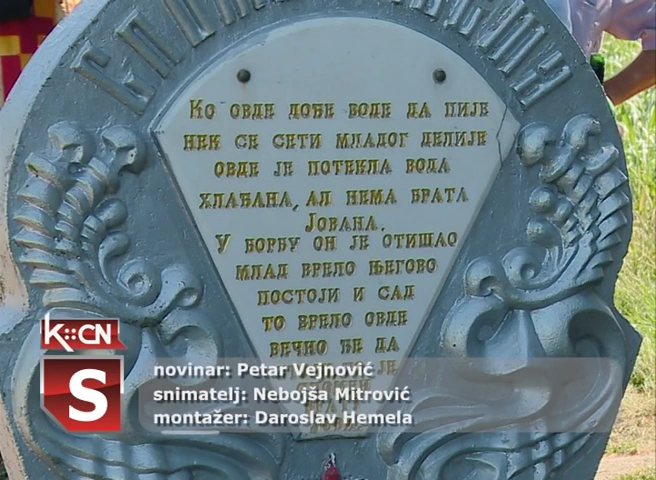 Ко овде дође воде да пије
нек се сети младог делије
овде је потекла вода
хлабана, ал нема брата
Јована.
У борбу он је отишао
млад врело његово
постоји и сад
то врело овде
вечно ће да
је
K::CN
S
novinar: Petar Vejnović
snimatelj: Nebojša Mitrović
montažer: Daroslav Hemela